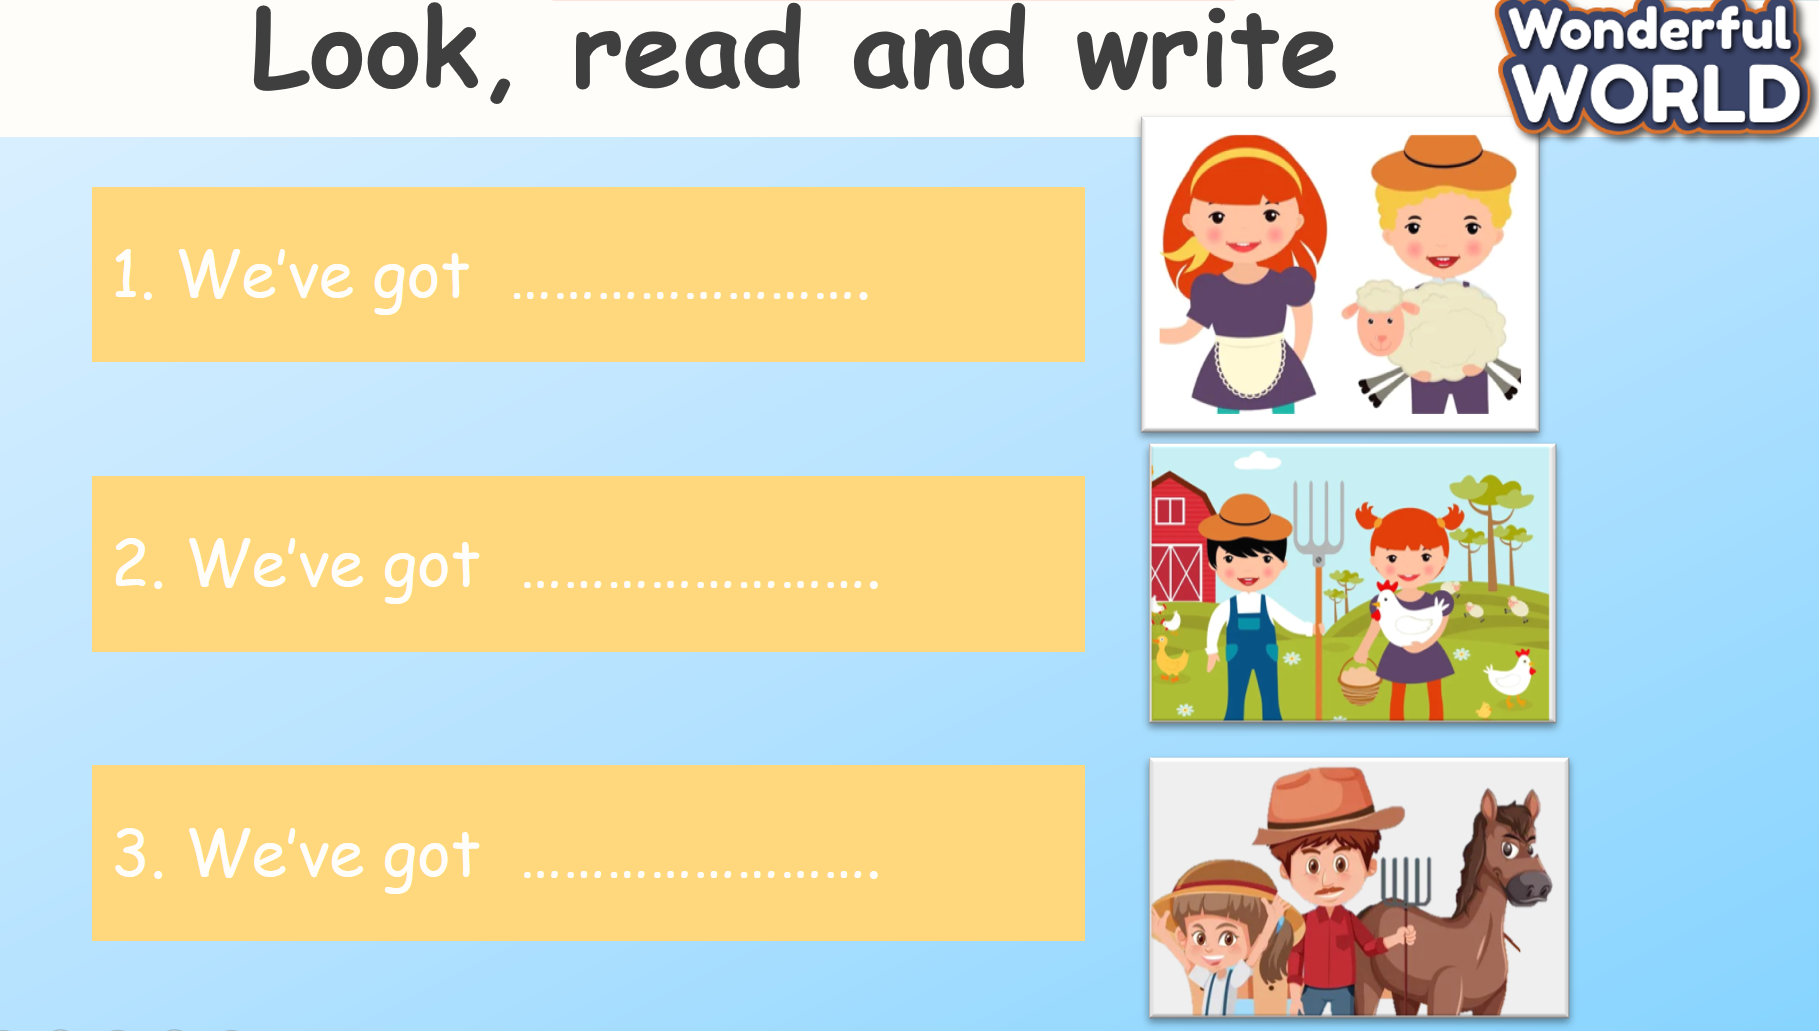 Look, read and write
Wonderful
WORLD
1. We've got …………………….
2. We've got …………………….
3. We've got …………………….